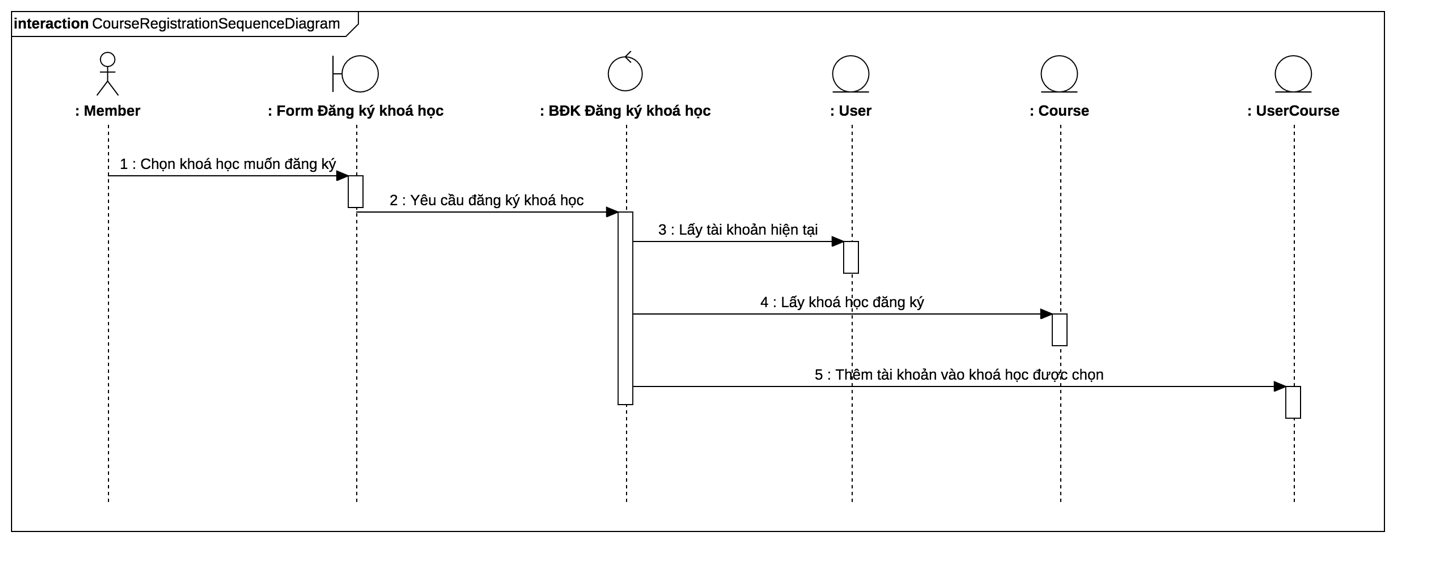 interaction CourseRegistrationSequenceDiagram
: Member
: Form Đăng ký khoá học
: BĐK Đăng ký khoá học
: User
: Course
: UserCourse
1 : Chọn khoá học muốn đăng ký
2 : Yêu cầu đăng ký khoá học
3 : Lấy tài khoản hiện tại
4 : Lấy khoá học đăng ký
5 : Thêm tài khoản vào khoá học được chọn